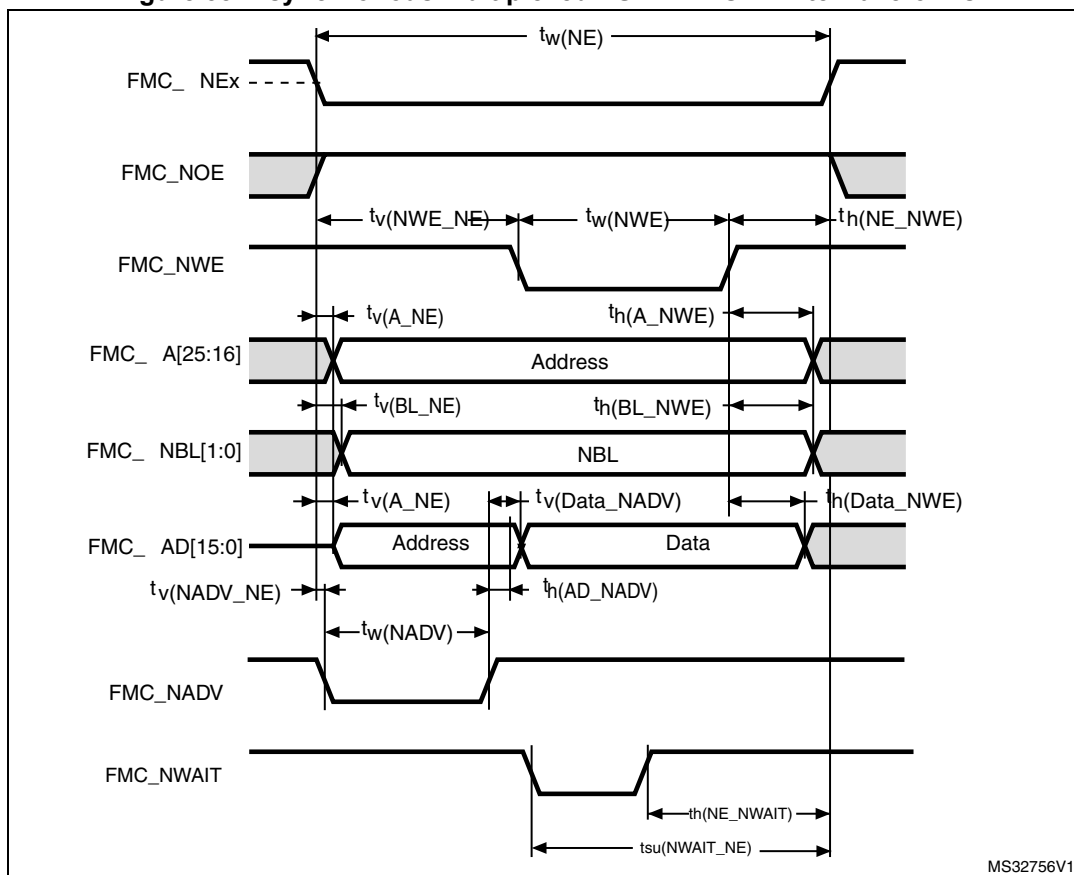 tw(NE)
FMC_ NEx
FMC_NOE
tv(NWE_NE)
tw(NWE)
th(NE_NWE)
FMC_NWE
tv(A_NE)
th(A_NWE)
FMC_ A[25:16]
Address
tv(BL_NE)
th(BL_NWE)
FMC_ NBL[1:0]
NBL
tv(A_NE)
tv(Data_NADV)
th(Data_NWE)
FMC_ AD[15:0]
Address
Data
tv(NADV_NE)
th(AD_NADV)
tw(NADV)
FMC_NADV
FMC_NWAIT
th(NE_NWAIT)
tsu(NWAIT_NE)
MS32756V1